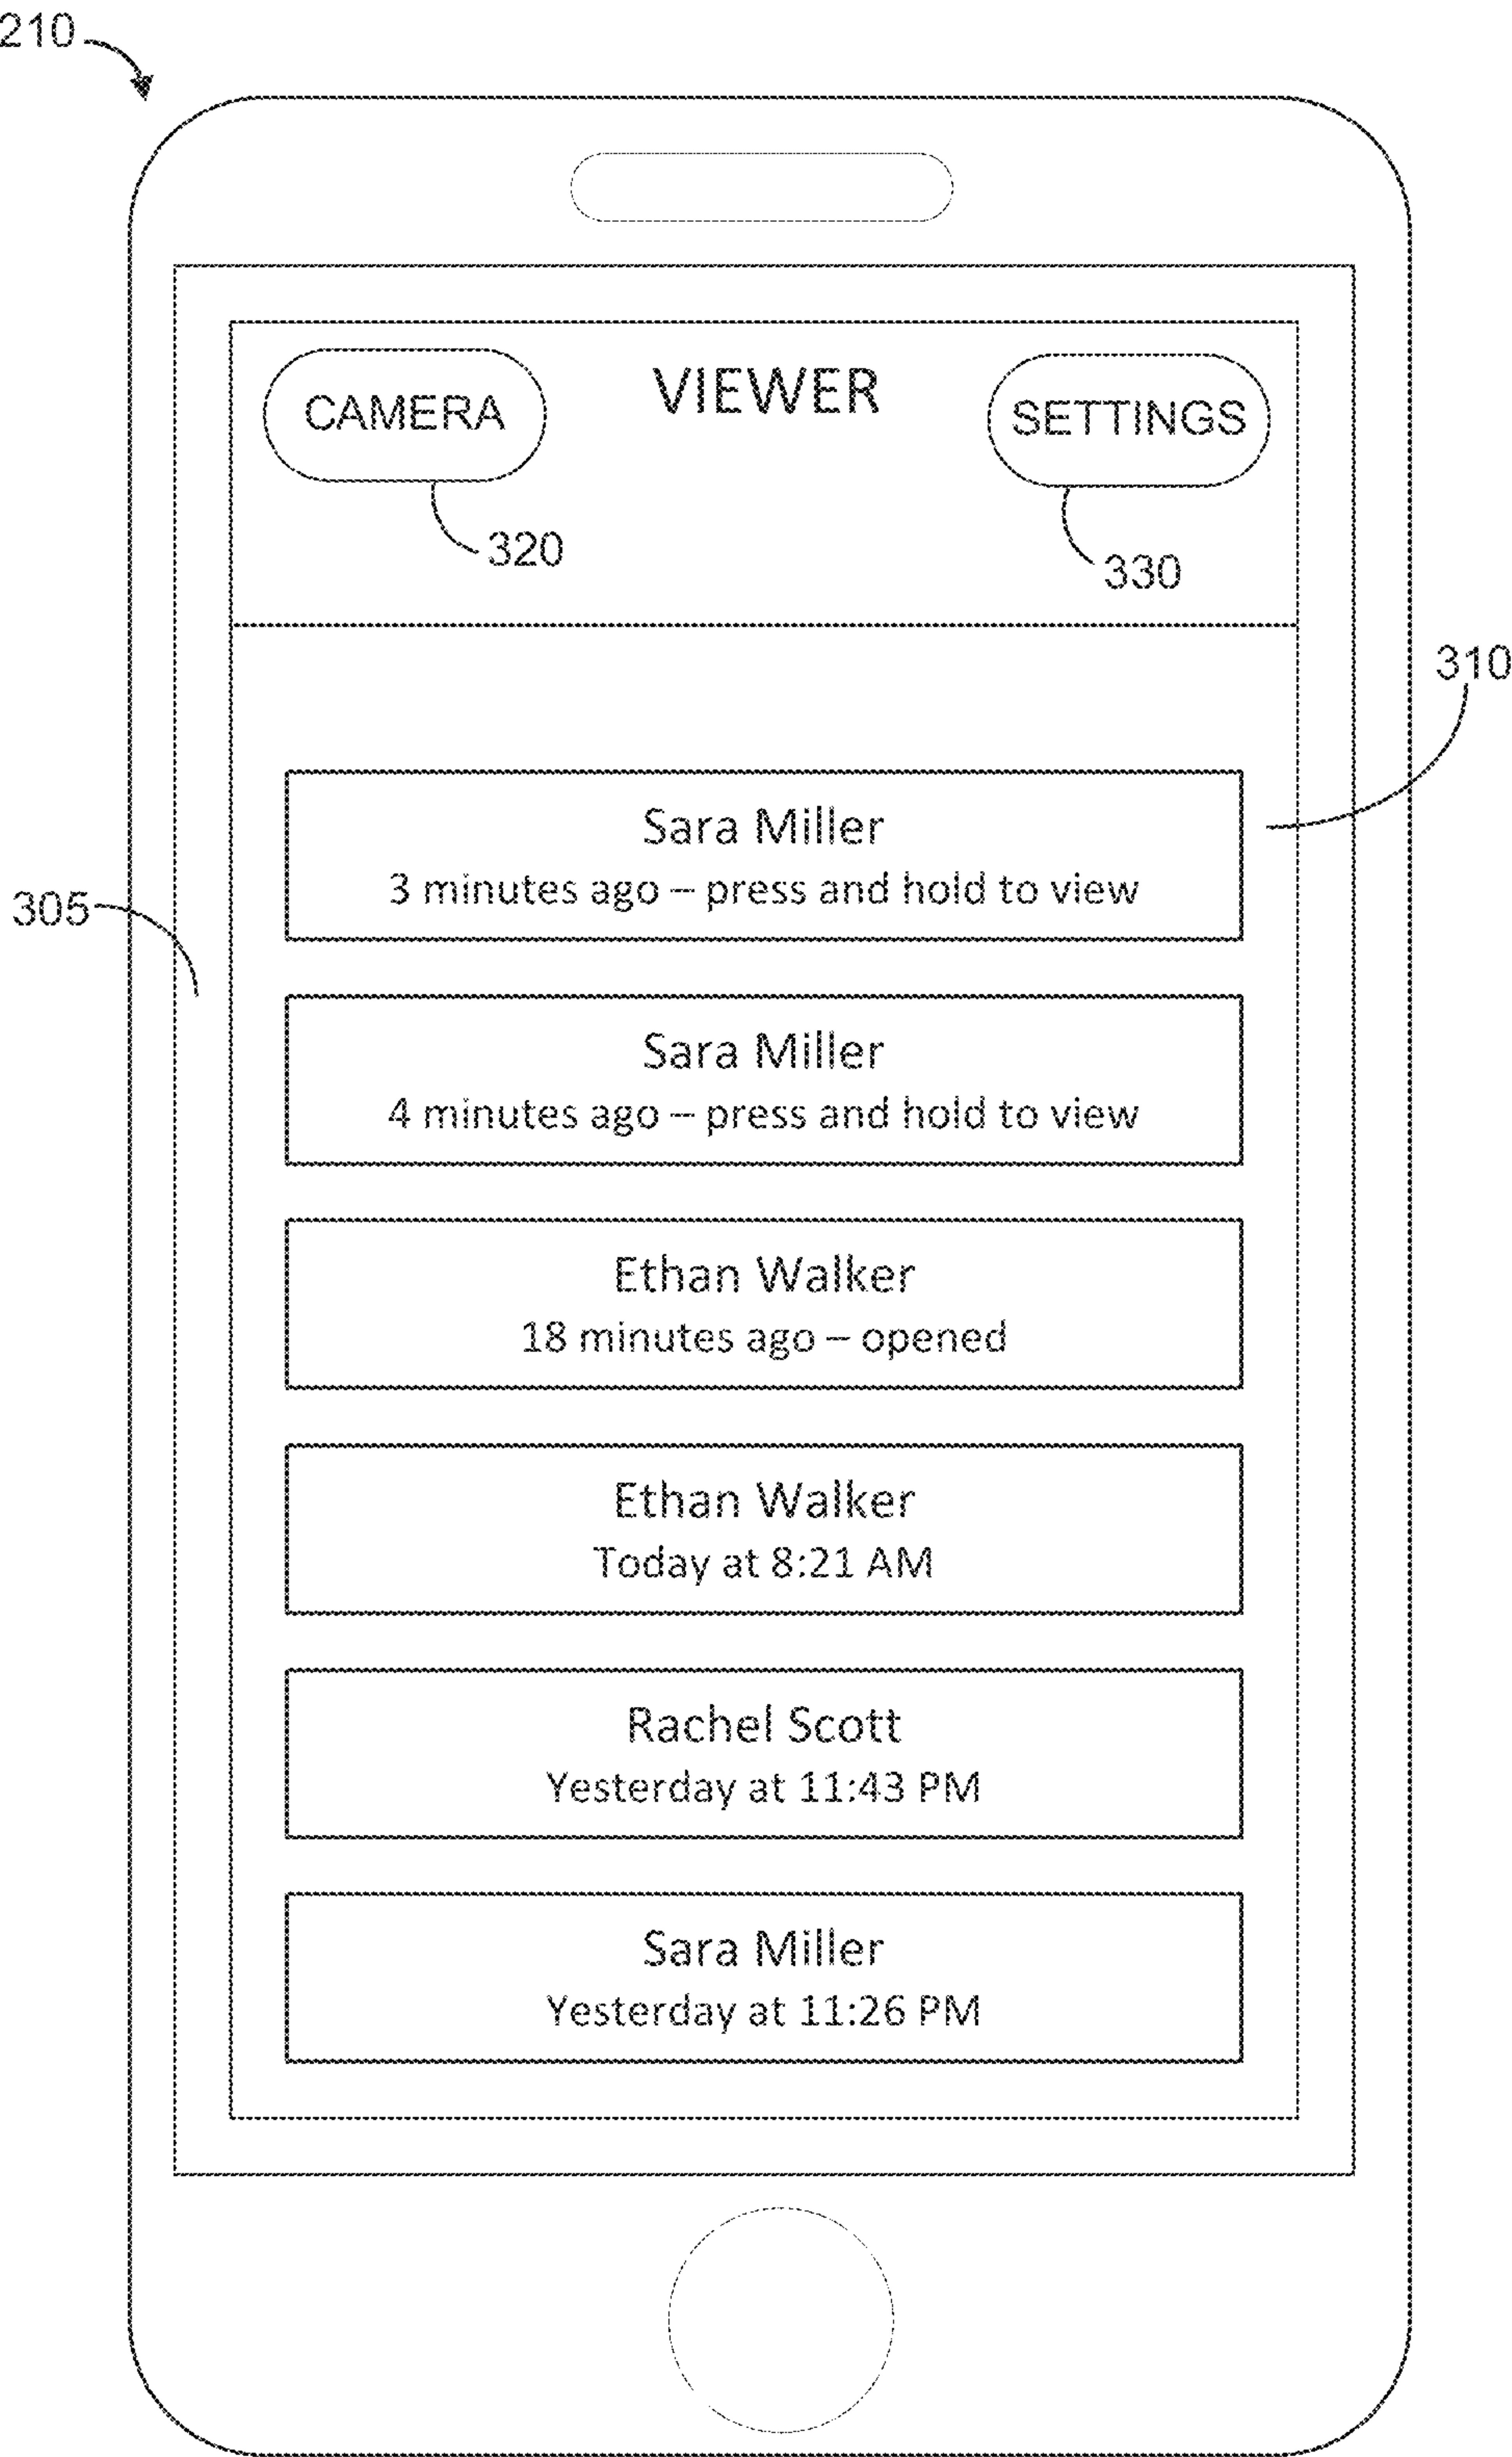 210
CAMERA
VIEWER
SETTINGS
320
330
310
Sara Miller
3 minutes ago – press and hold to view
305
Sara Miller
4 minutes ago – press and hold to view
Ethan Walker
18 minutes ago – opened
Ethan Walker
Today at 8:21 AM
Rachel Scott
Yesterday at 11:43 PM
Sara Miller
Yesterday at 11:26 PM